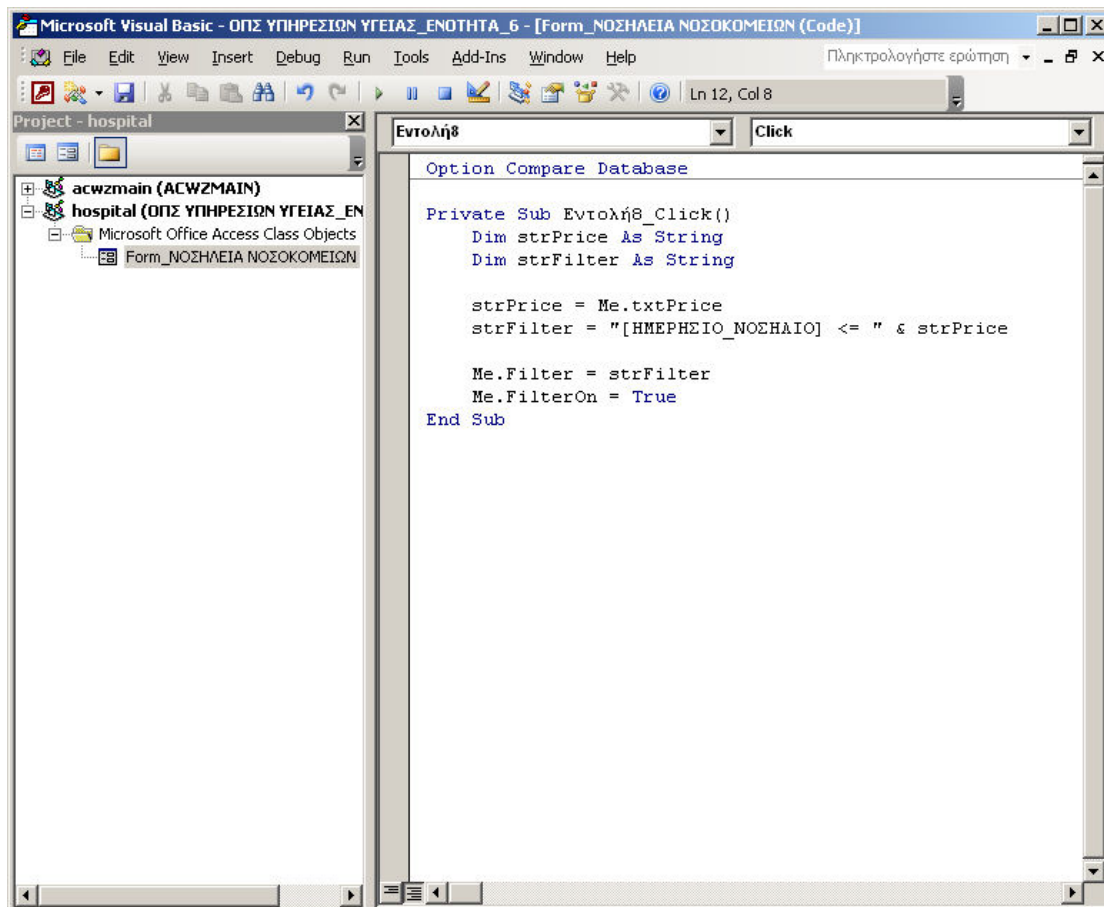 Microsoft Visual Basic - ΟΠΣ ΥΠΗΡΕΣΙΩΝ ΥΓΕΙΑΣ_ΕΝΟΤΗΤΑ_6 - [Form_ΝΟΣΗΛΕΙΑ ΝΟΣΟΚΟΜΕΙΩΝ (Code)]
File Edit View Insert Debug Run Tools Add-Ins Window Help Πληκτρολογήστε ερώτηση
Ln 12, Col 8
Project - hospital
Εντολή8 Click
acwzmain (ACWZMAIN)
hospital (ΟΠΣ ΥΠΗΡΕΣΙΩΝ ΥΓΕΙΑΣ_ΕΝ
Microsoft Office Access Class Objects
Form_ΝΟΣΗΛΕΙΑ ΝΟΣΟΚΟΜΕΙΩΝ
Option Compare Database
Private Sub Εντολή8_Click()
Dim strPrice As String
Dim strFilter As String
strPrice = Me.txtPrice
strFilter = "[ΗΜΕΡΗΣΙΟ_ΝΟΣΗΛΙΟ] <= " & strPrice
Me.Filter = strFilter
Me.FilterOn = True
End Sub